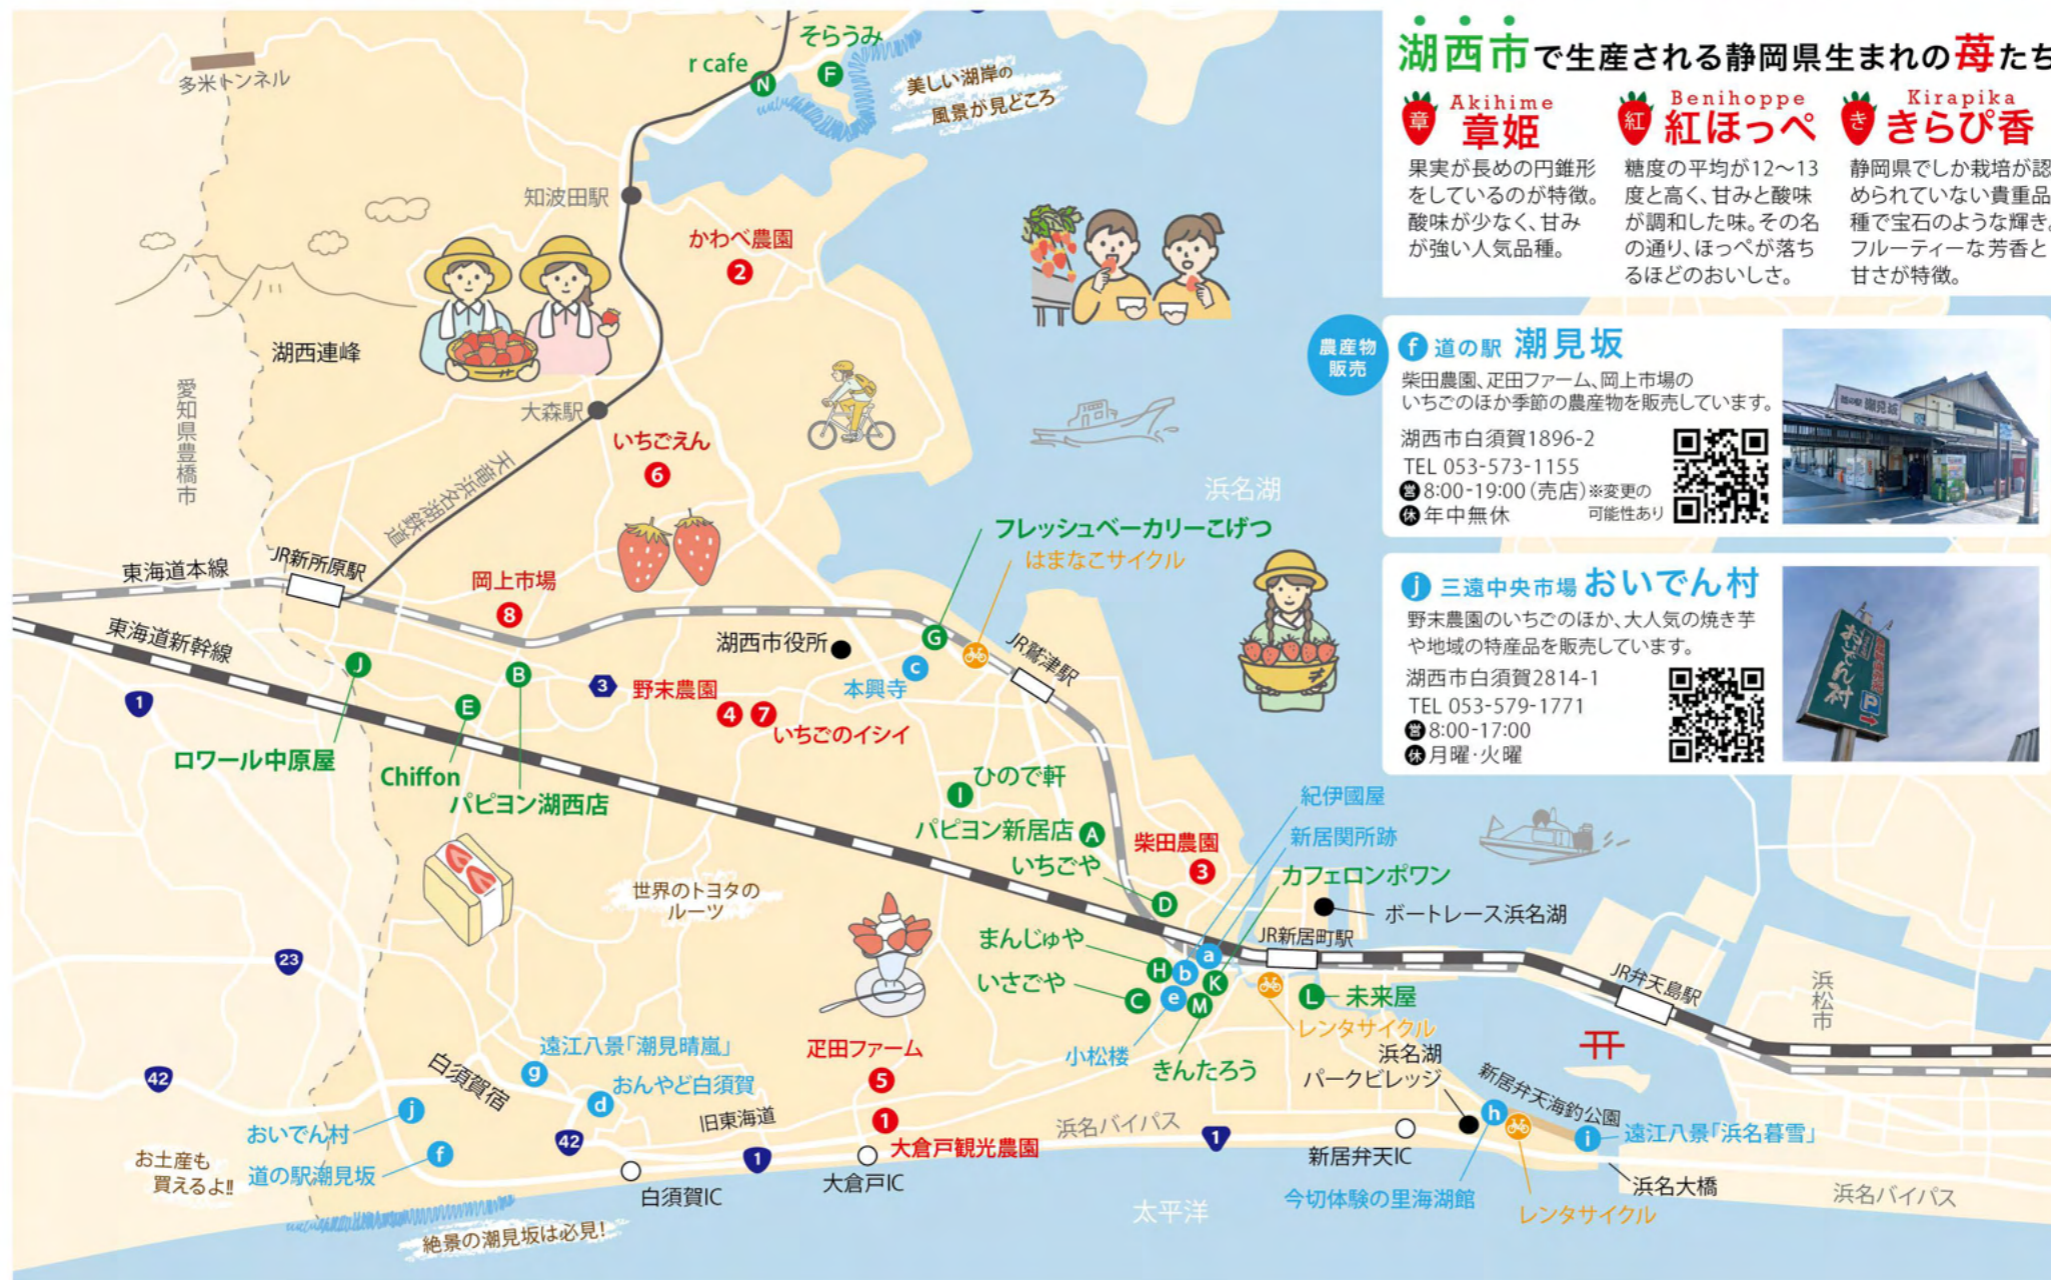 多米トンネル
r cafe
N
そらうみ
F
美しい湖岸の
風景が見どころ
知波田駅
かわべ農園
2
湖西連峰
愛知県豊橋市
大森駅
いちごえん
6
天竜浜名湖鉄道
浜名湖
フレッシュベーカリーこげつ
はまなこサイクル
東海道本線
JR新所原駅
岡上市場
8
東海道新幹線
湖西市役所
G
c
本興寺
JR鷲津駅
J
B
E
3
野末農園
4
7
いちごのイシイ
1
ロワール中原屋
Chiffon
パピヨン湖西店
ひので軒
I
パピヨン新居店
A
いちごや
D
柴田農園
3
紀伊國屋
新居関所跡
カフェロンポワン
ボートレース浜名湖
世界のトヨタの
ルーツ
まんじゅや
いさごや
H
b
a
K
C
e
M
JR新居町駅
L
未来屋
レンタサイクル
小松楼
きんたろう
JR弁天島駅
浜松市
23
42
白須賀宿
遠江八景「潮見晴嵐」
g
おんやど白須賀
d
疋田ファーム
5
1
大倉戸観光農園
旧東海道
浜名バイパス
浜名湖
パークビレッジ
新居弁天海釣公園
h
i
遠江八景「浜名暮雪」
j
おいでん村
f
道の駅潮見坂
42
1
1
お土産も
買えるよ!!
白須賀IC
大倉戸IC
新居弁天IC
今切体験の里海湖館
レンタサイクル
浜名大橋
浜名バイパス
絶景の潮見坂は必見!
太平洋
湖西市で生産される静岡県生まれの苺たち
章
Akihime
章姫
果実が長めの円錐形
をしているのが特徴。
酸味が少なく、甘み
が強い人気品種。
紅
Benihoppe
紅ほっぺ
糖度の平均が12〜13
度と高く、甘みと酸味
が調和した味。その名
の通り、ほっぺが落ち
るほどのおいしさ。
き
Kirapika
きらぴ香
静岡県でしか栽培が認
められていない貴重品
種で宝石のような輝き。
フルーティーな芳香と
甘さが特徴。
農産物
販売
f 道の駅 潮見坂
柴田農園、疋田ファーム、岡上市場の
いちごのほか季節の農産物を販売しています。
湖西市白須賀1896-2
TEL 053-573-1155
営8:00-19:00(売店)※変更の
可能性あり
休年中無休
道の駅 潮見坂
j 三遠中央市場 おいでん村
野末農園のいちごのほか、大人気の焼き芋
や地域の特産品を販売しています。
湖西市白須賀2814-1
TEL 053-579-1771
営8:00-17:00
休月曜・火曜
おいでん村
P